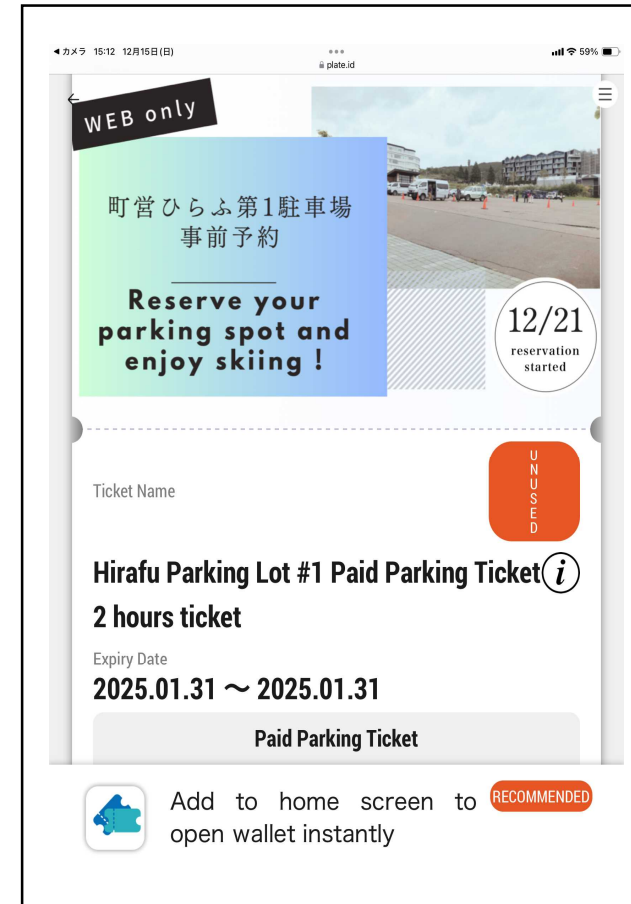 ◀カメラ 15:12 12月15日(日)
59%
plate.id
WEB only
町営ひらふ第1駐車場
事前予約
Reserve your
parking spot and
enjoy skiing !
12/21
reservation
started
UNUSED
Ticket Name
Hirafu Parking Lot #1 Paid Parking Ticket
i
2 hours ticket
Expiry Date
2025.01.31 〜 2025.01.31
Paid Parking Ticket
Add to home screen to
RECOMMENDED
open wallet instantly